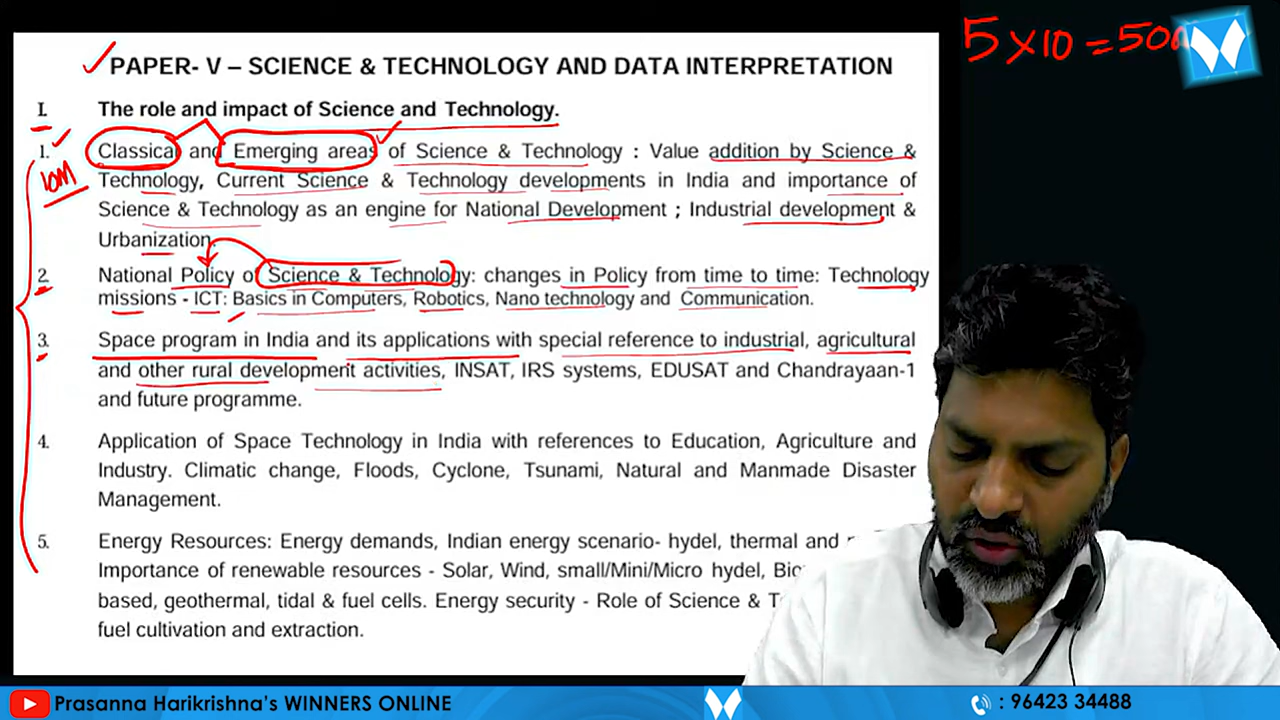 5 × 10 = 50
PAPER- V – SCIENCE & TECHNOLOGY AND DATA INTERPRETATION
I. The role and impact of Science and Technology.
1. Classical and Emerging areas of Science & Technology : Value addition by Science &
10M
Technology, Current Science & Technology developments in India and importance of
Science & Technology as an engine for National Development ; Industrial development &
Urbanization.
2. National Policy of Science & Technology: changes in Policy from time to time: Technology
missions - ICT: Basics in Computers, Robotics, Nano technology and Communication.
3. Space program in India and its applications with special reference to industrial, agricultural
and other rural development activities, INSAT, IRS systems, EDUSAT and Chandrayaan-1
and future programme.
4. Application of Space Technology in India with references to Education, Agriculture and
Industry. Climatic change, Floods, Cyclone, Tsunami, Natural and Manmade Disaster
Management.
5. Energy Resources: Energy demands, Indian energy scenario- hydel, thermal and
Importance of renewable resources - Solar, Wind, small/Mini/Micro hydel,
based, geothermal, tidal & fuel cells. Energy security - Role of Science &
fuel cultivation and extraction.
Prasanna Harikrishna's WINNERS ONLINE
: 96423 34488